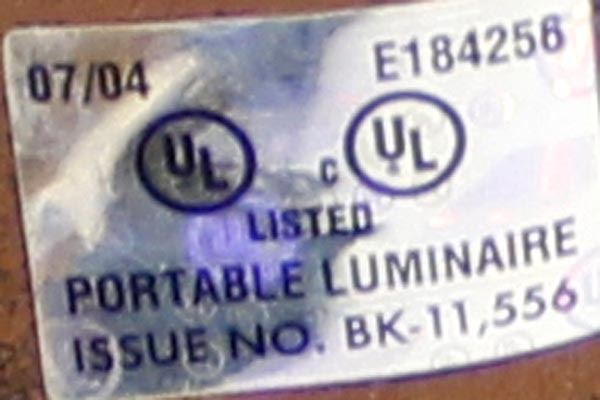 07/04 E184256
UL C UL
LISTED
PORTABLE LUMINAIRE
ISSUE NO. BK-11,556